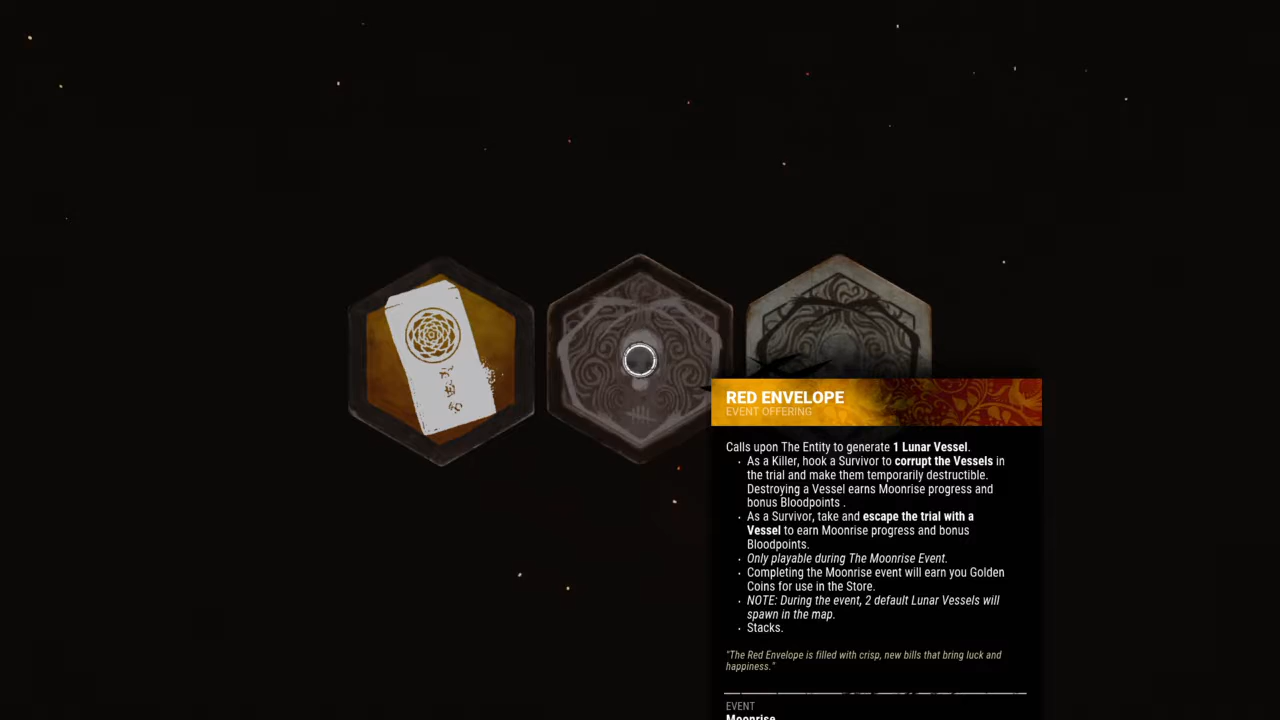 RED ENVELOPE
EVENT OFFERING
Calls upon The Entity to generate 1 Lunar Vessel.
· As a Killer, hook a Survivor to corrupt the Vessels in
the trial and make them temporarily destructible.
Destroying a Vessel earns Moonrise progress and
bonus Bloodpoints .
· As a Survivor, take and escape the trial with a
Vessel to earn Moonrise progress and bonus
Bloodpoints.
· Only playable during The Moonrise Event.
· Completing the Moonrise event will earn you Golden
Coins for use in the Store.
· NOTE: During the event, 2 default Lunar Vessels will
spawn in the map.
· Stacks.
"The Red Envelope is filled with crisp, new bills that bring luck and
happiness."
EVENT
Moonrise